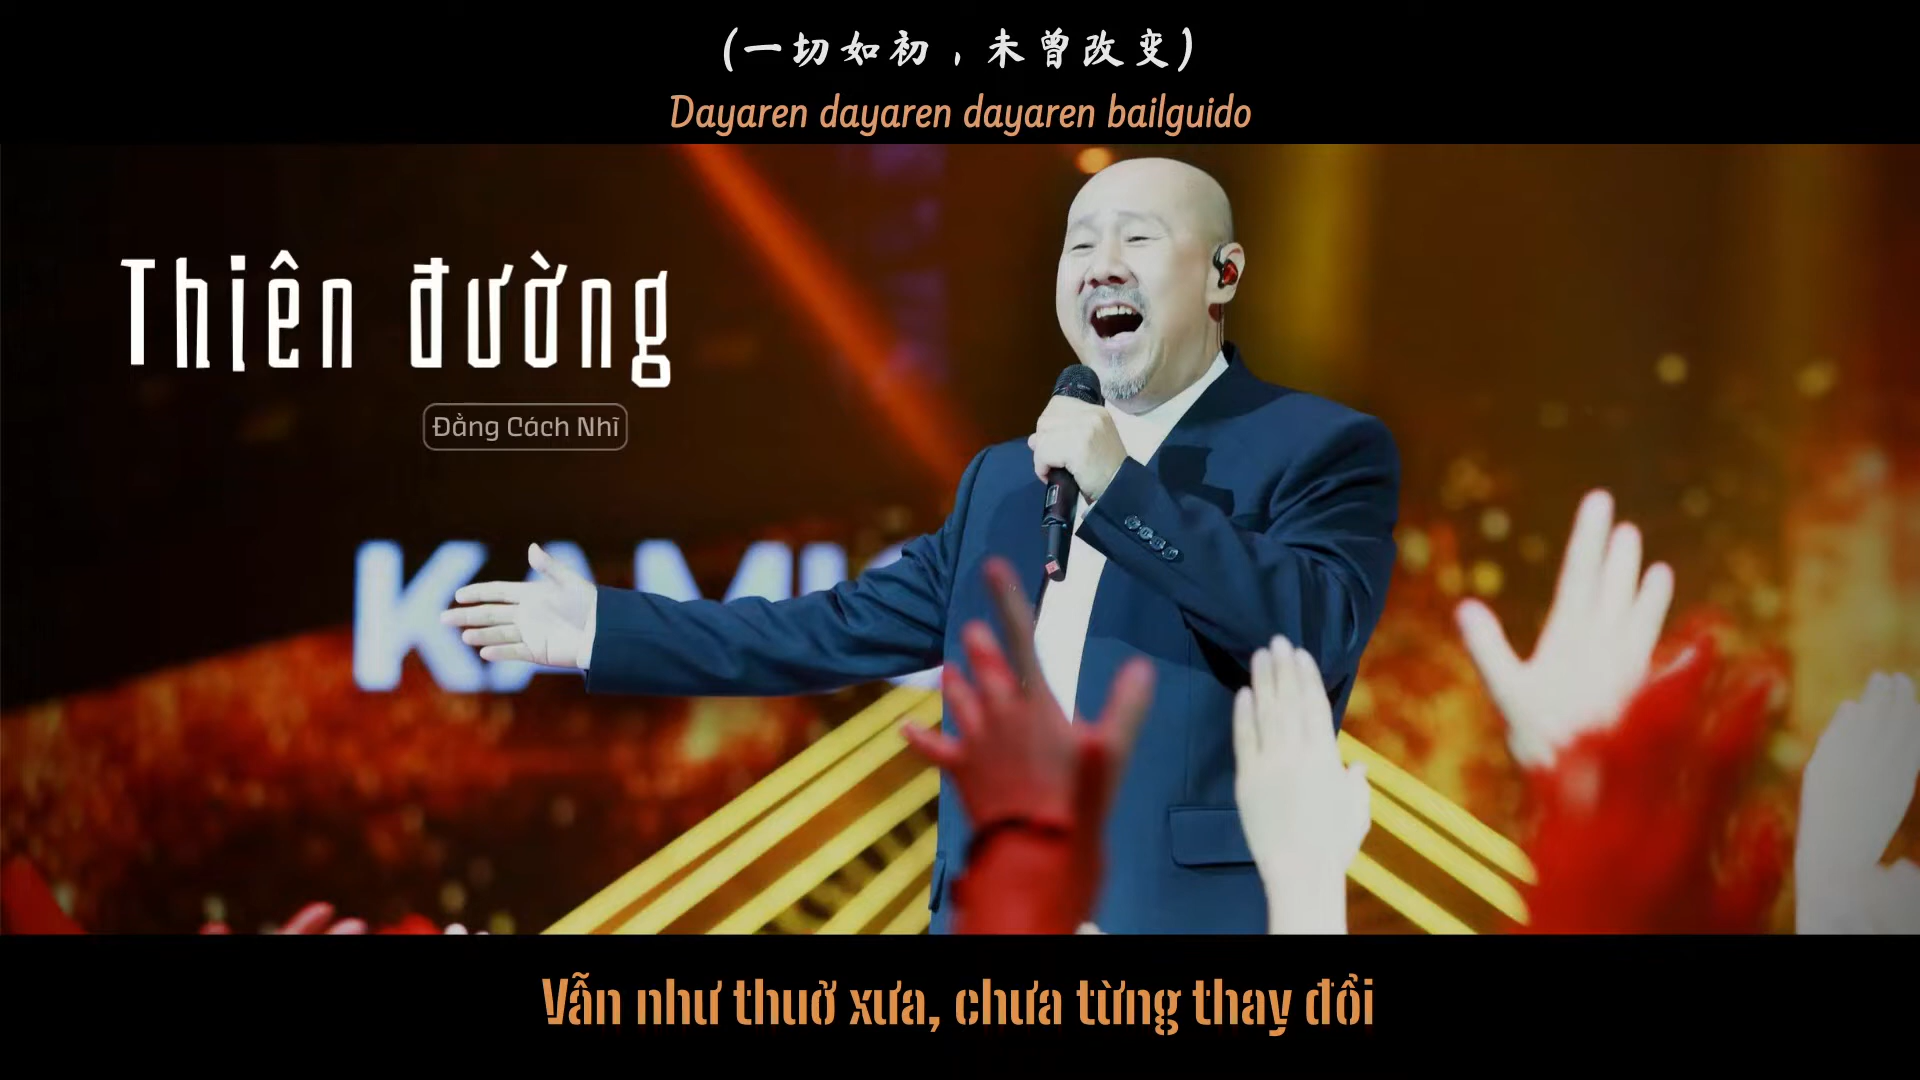 (一切如初，未曾改变)
Dayaren dayaren dayaren bailguido
Thiên đường
Đằng Cách Nhĩ
Vẫn như thuở xưa, chưa từng thay đổi